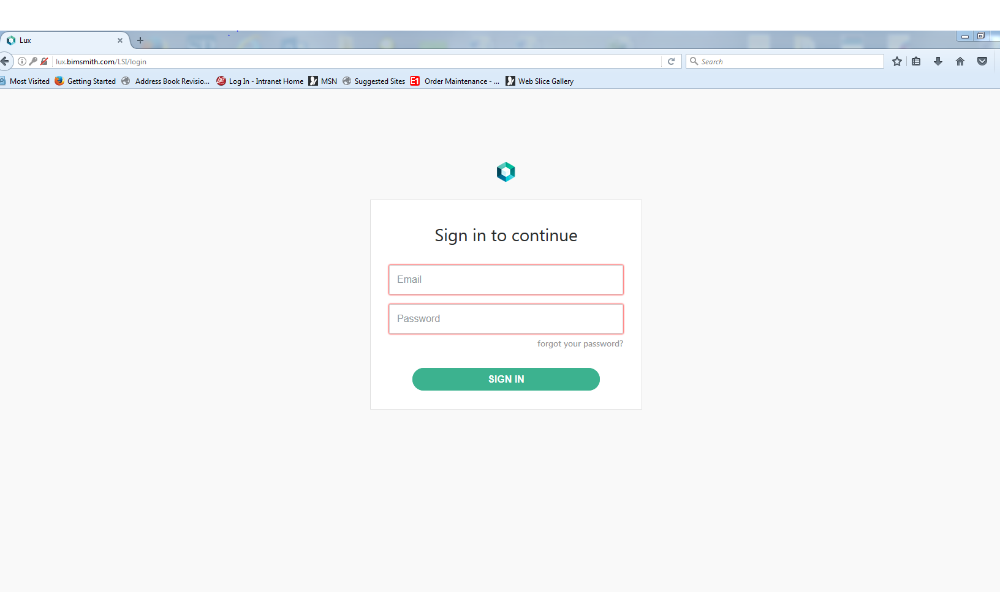 Lux
lux.bimsmith.com/LSI/login
Search
Most Visited Getting Started Address Book Revisio... Log In - Intranet Home MSN Suggested Sites E1 Order Maintenance - ... Web Slice Gallery
Sign in to continue
Email
Password
forgot your password?
SIGN IN